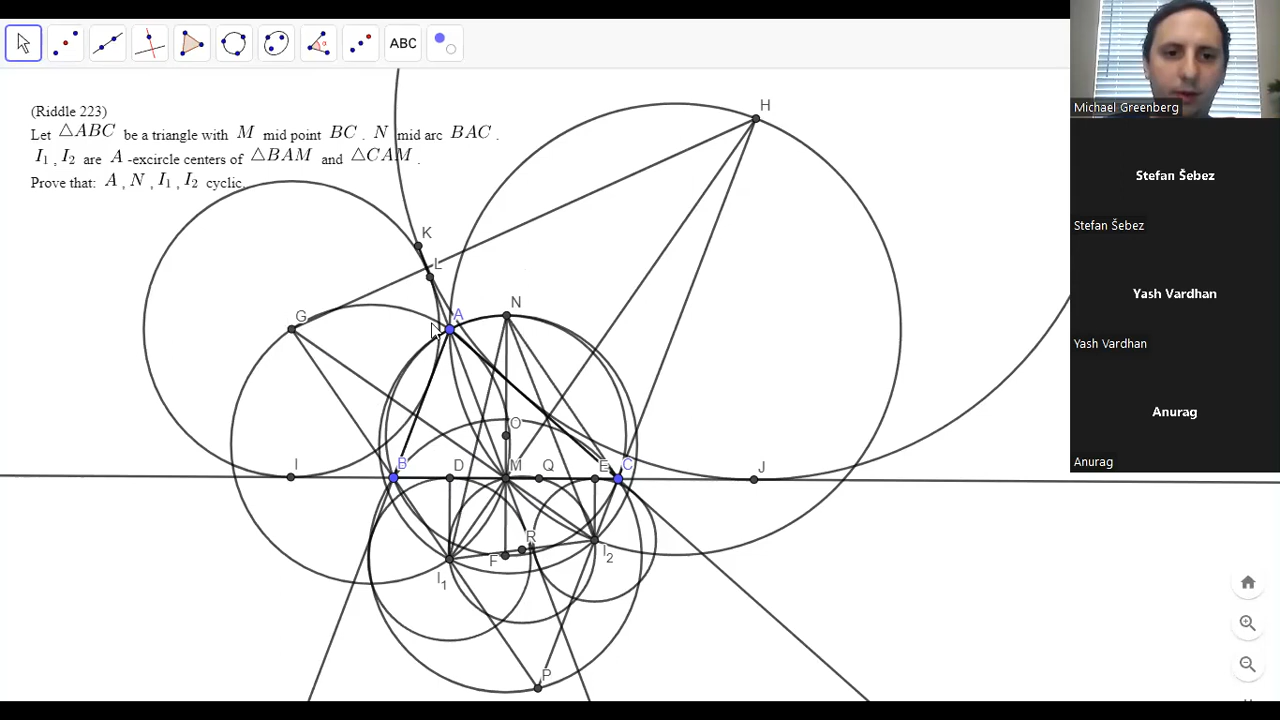 ABC
(Riddle 223)
Let △ABC be a triangle with M mid point BC . N mid arc BAC .
I₁ , I₂ are A -excircle centers of △BAM and △CAM .
Prove that: A , N , I₁ , I₂ cyclic.
Michael Greenberg
Stefan Šebez
Stefan Šebez
Yash Vardhan
Yash Vardhan
Anurag
Anurag
H
K
L
G
A
N
O
I
B
D
M
Q
E
C
J
R
F
I₁
I₂
P